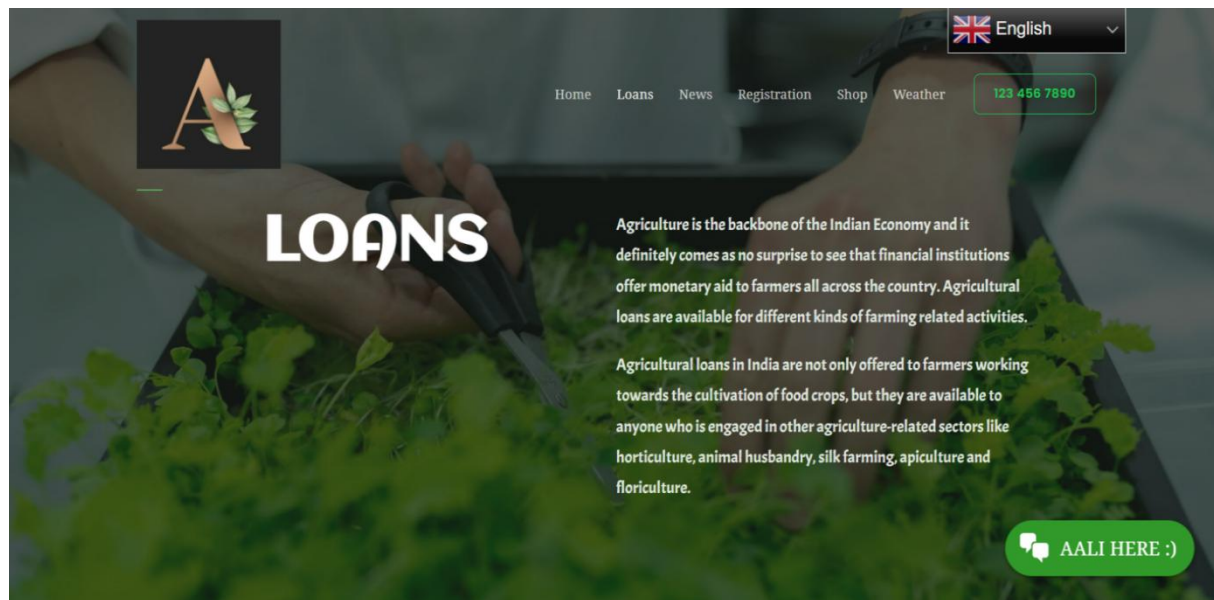 English
A
Home Loans News Registration Shop Weather 123 456 7890
LOANS
Agriculture is the backbone of the Indian Economy and it
definitely comes as no surprise to see that financial institutions
offer monetary aid to farmers all across the country. Agricultural
loans are available for different kinds of farming related activities.
Agricultural loans in India are not only offered to farmers working
towards the cultivation of food crops, but they are available to
anyone who is engaged in other agriculture-related sectors like
horticulture, animal husbandry, silk farming, apiculture and
floriculture.
AALI HERE :)